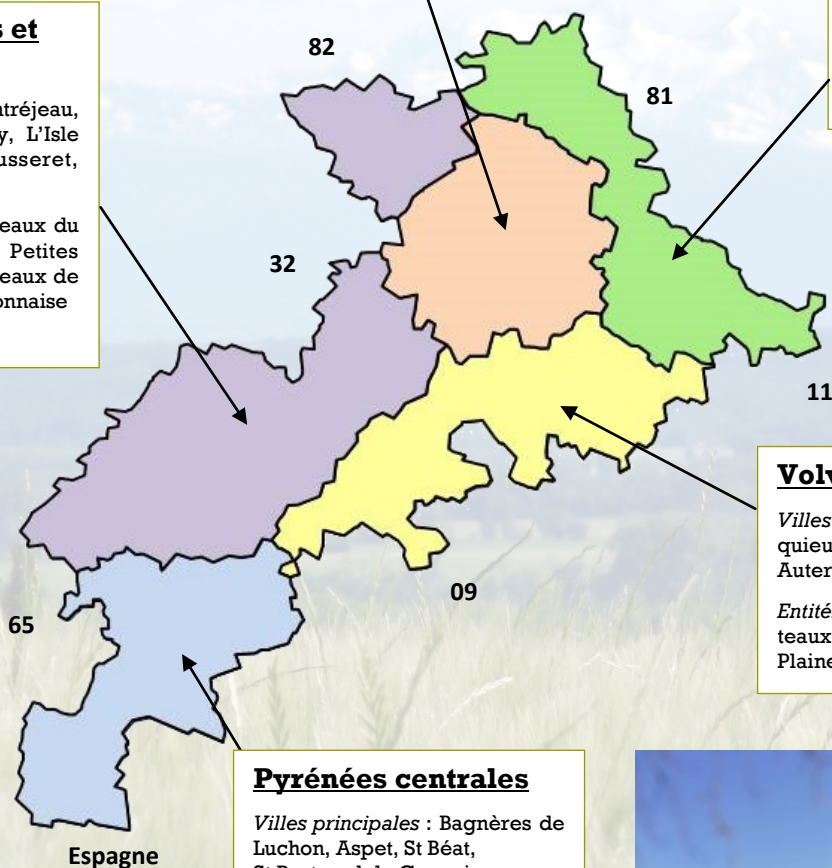 s et
ntréjeau,
y, L'Isle
usseret,
eaux du
Petites
eaux de
onnaise
82
81
32
11
09
65
Espagne
Volv
Villes
quieu
Auter
Entité
teaux
Plaine
Pyrénées centrales
Villes principales : Bagnères de
Luchon, Aspet, St Béat,